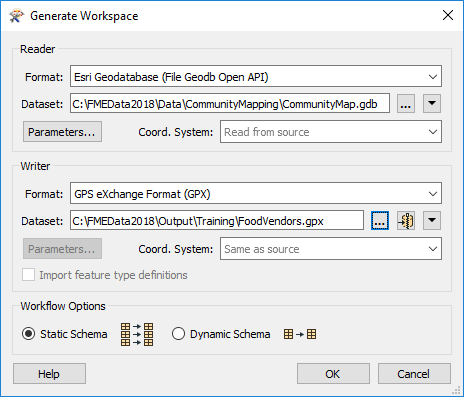 Generate Workspace
Reader
Format: Esri Geodatabase (File Geodb Open API)
Dataset: C:\FMEData2018\Data\CommunityMapping\CommunityMap.gdb ...
Parameters... Coord. System: Read from source
Writer
Format: GPS eXchange Format (GPX)
Dataset: C:\FMEData2018\Output\Training\FoodVendors.gpx ...
Parameters... Coord. System: Same as source
Import feature type definitions
Workflow Options
Static Schema Dynamic Schema
Help OK Cancel